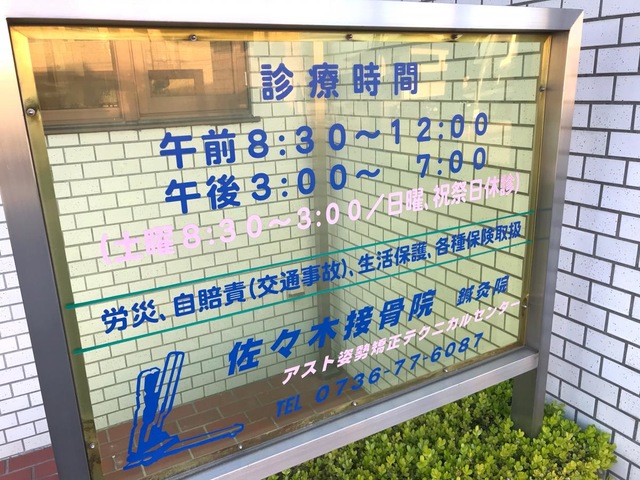 診療時間
午前8:30～12:00
午後3:00～ 7:00
(土曜8:30～3:00/日曜、祝祭日休診)
労災、自賠責(交通事故)、生活保護、各種保険取扱
佐々木接骨院 鍼灸院
アスト姿勢矯正テクニカルセンター
TEL 0736-77-6087